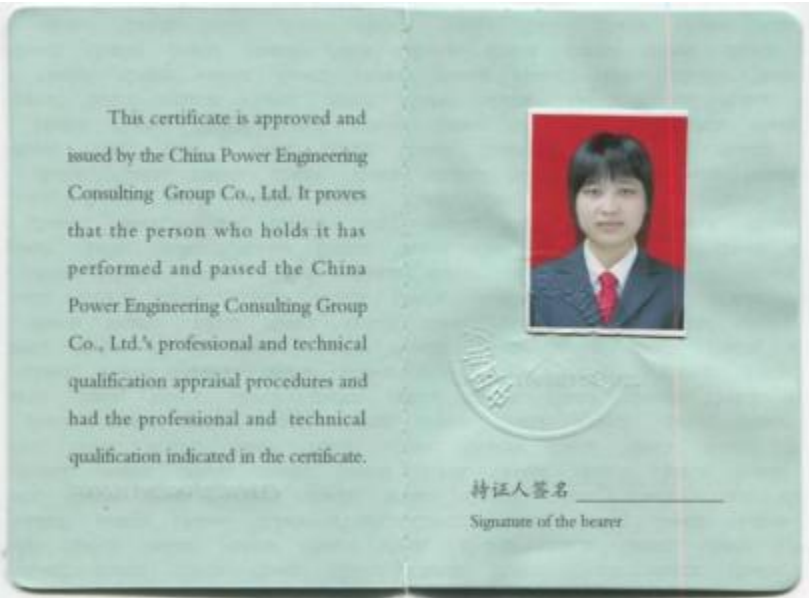 This certificate is approved and
issued by the China Power Engineering
Consulting Group Co., Ltd. It proves
that the person who holds it has
performed and passed the China
Power Engineering Consulting Group
Co., Ltd.'s professional and technical
qualification appraisal procedures and
had the professional and technical
qualification indicated in the certificate.
持证人签名
Signature of the bearer